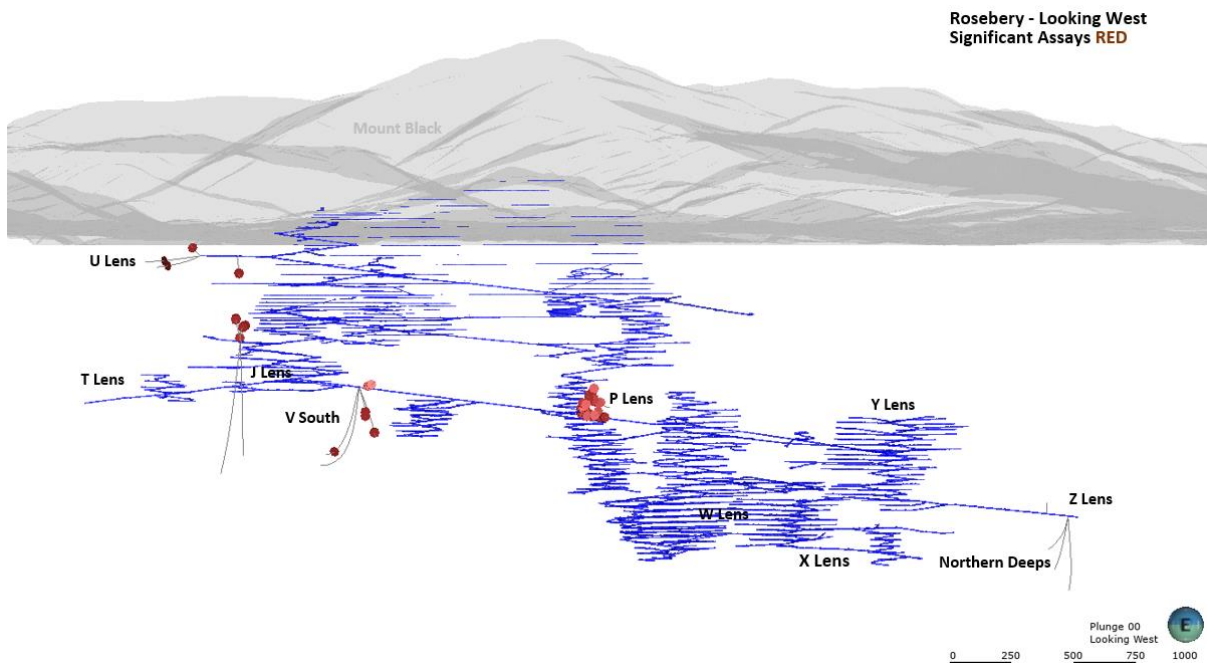 Rosebery - Looking West
Significant Assays RED
Mount Black
U Lens
T Lens
J Lens
V South
P Lens
Y Lens
W Lens
Z Lens
X Lens
Northern Deeps
Plunge 00
Looking West
E
0 250 500 750 1000